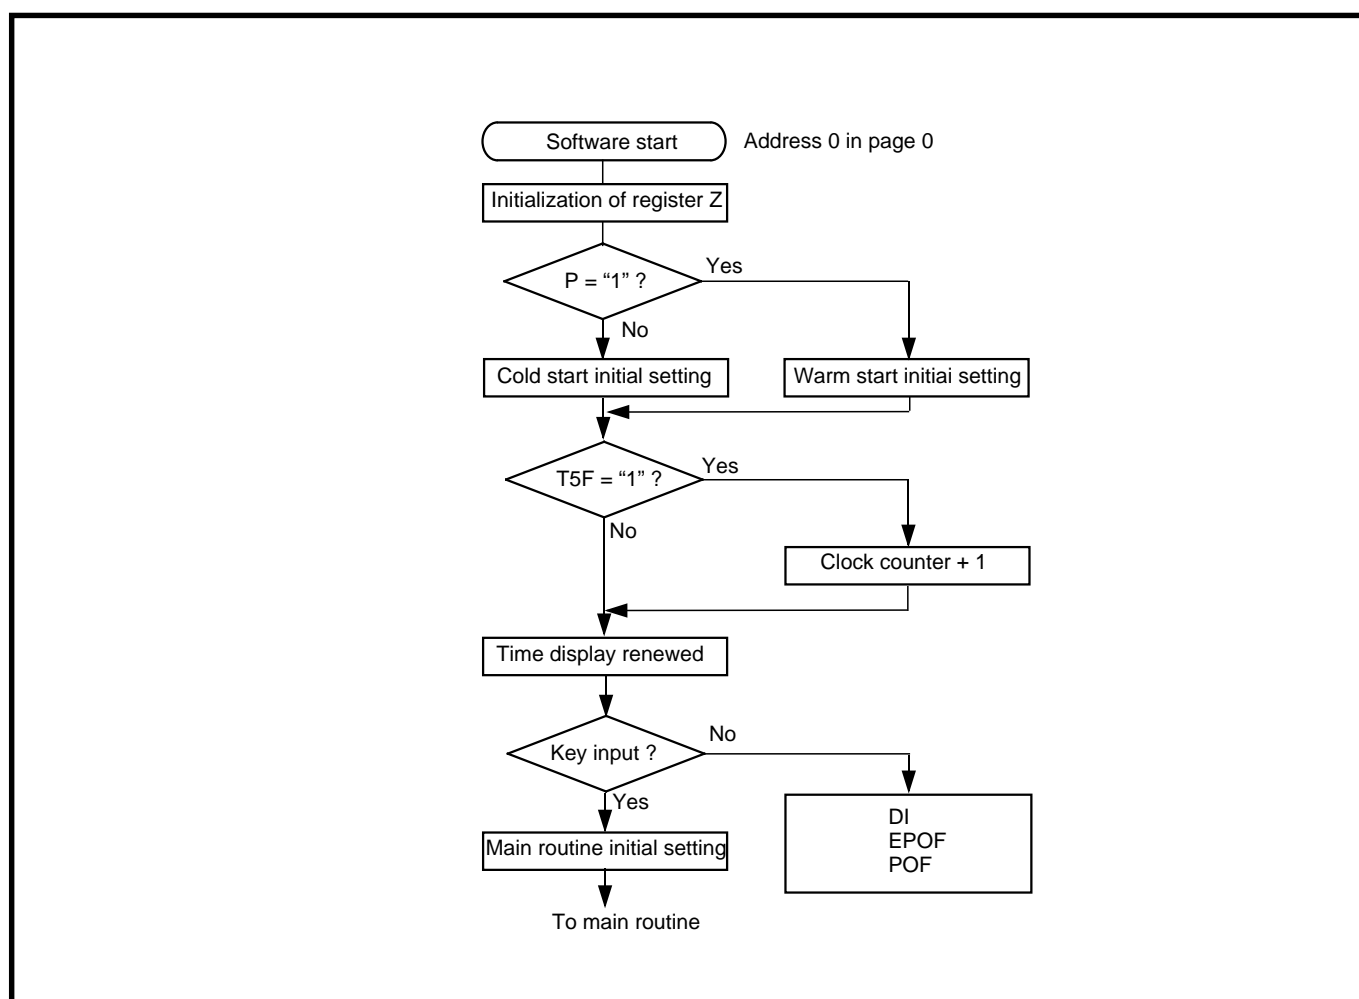 Software start
Address 0 in page 0
Initialization of register Z
P = “1” ?
Yes
No
Cold start initial setting
Warm start initiai setting
T5F = “1” ?
Yes
No
Clock counter + 1
Time display renewed
Key input ?
No
Yes
DI
EPOF
POF
Main routine initial setting
To main routine